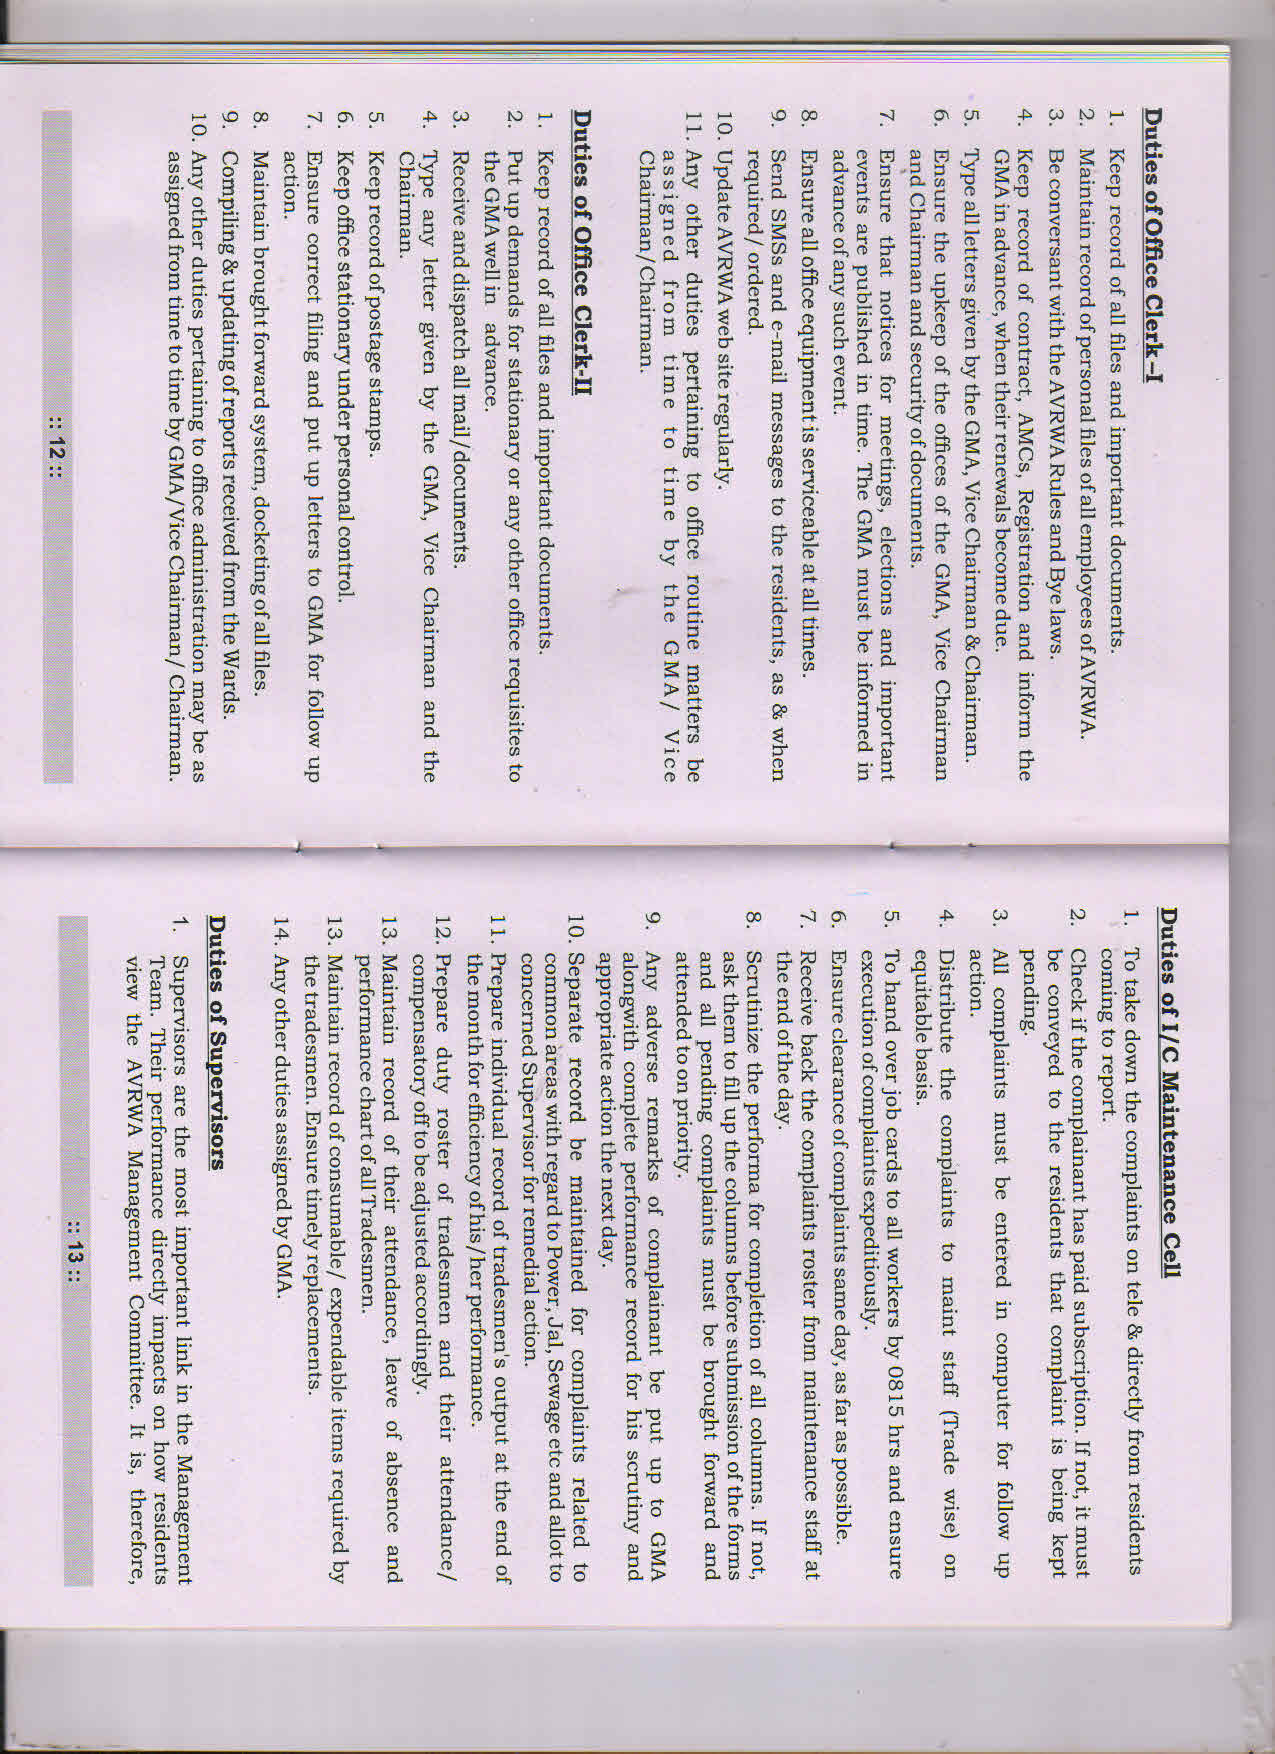 Duties of Office Clerk –I
1. Keep record of all files and important documents.
2. Maintain record of personal files of all employees of AVRWA.
3. Be conversant with the AVRWA Rules and Bye laws.
4. Keep record of contract, AMCs, Registration and inform the
GMA in advance, when their renewals become due.
5. Type all letters given by the GMA, Vice Chairman & Chairman.
6. Ensure the upkeep of the offices of the GMA, Vice Chairman
and Chairman and security of documents.
7. Ensure that notices for meetings, elections and important
events are published in time. The GMA must be informed in
advance of any such event.
8. Ensure all office equipment is serviceable at all times.
9. Send SMSs and e-mail messages to the residents, as & when
required/ ordered.
10. Update AVRWA web site regularly.
11. Any other duties pertaining to office routine matters be
assigned from time to time by the GMA/ Vice
Chairman/Chairman.
Duties of Office Clerk-II
1. Keep record of all files and important documents.
2. Put up demands for stationary or any other office requisites to
the GMA well in advance.
3. Receive and dispatch all mail/documents.
4. Type any letter given by the GMA, Vice Chairman and the
Chairman.
5. Keep record of postage stamps.
6. Keep office stationary under personal control.
7. Ensure correct filing and put up letters to GMA for follow up
action.
8. Maintain brought forward system, docketing of all files.
9. Compiling & updating of reports received from the Wards.
10. Any other duties pertaining to office administration may be as
assigned from time to time by GMA/Vice Chairman/ Chairman.
:: 12 ::
Duties of I/C Maintenance Cell
1. To take down the complaints on tele & directly from residents
coming to report.
2. Check if the complainant has paid subscription. If not, it must
be conveyed to the residents that complaint is being kept
pending.
3. All complaints must be entered in computer for follow up
action.
4. Distribute the complaints to maint staff (Trade wise) on
equitable basis.
5. To hand over job cards to all workers by 0815 hrs and ensure
execution of complaints expeditiously.
6. Ensure clearance of complaints same day, as far as possible.
7. Receive back the complaints roster from maintenance staff at
the end of the day.
8. Scrutinize the performa for completion of all columns. If not,
ask them to fill up the columns before submission of the forms
and all pending complaints must be brought forward and
attended to on priority.
9. Any adverse remarks of complainant be put up to GMA
alongwith complete performance record for his scrutiny and
appropriate action the next day.
10. Separate record be maintained for complaints related to
common areas with regard to Power, Jal, Sewage etc and allot to
concerned Supervisor for remedial action.
11. Prepare individual record of tradesmen's output at the end of
the month for efficiency of his/her performance.
12. Prepare duty roster of tradesmen and their attendance/
compensatory off to be adjusted accordingly.
13. Maintain record of their attendance, leave of absence and
performance chart of all Tradesmen.
13. Maintain record of consumable/ expendable items required by
the tradesmen. Ensure timely replacements.
14. Any other duties assigned by GMA.
Duties of Supervisors
1. Supervisors are the most important link in the Management
Team. Their performance directly impacts on how residents
view the AVRWA Management Committee. It is, therefore,
:: 13 ::